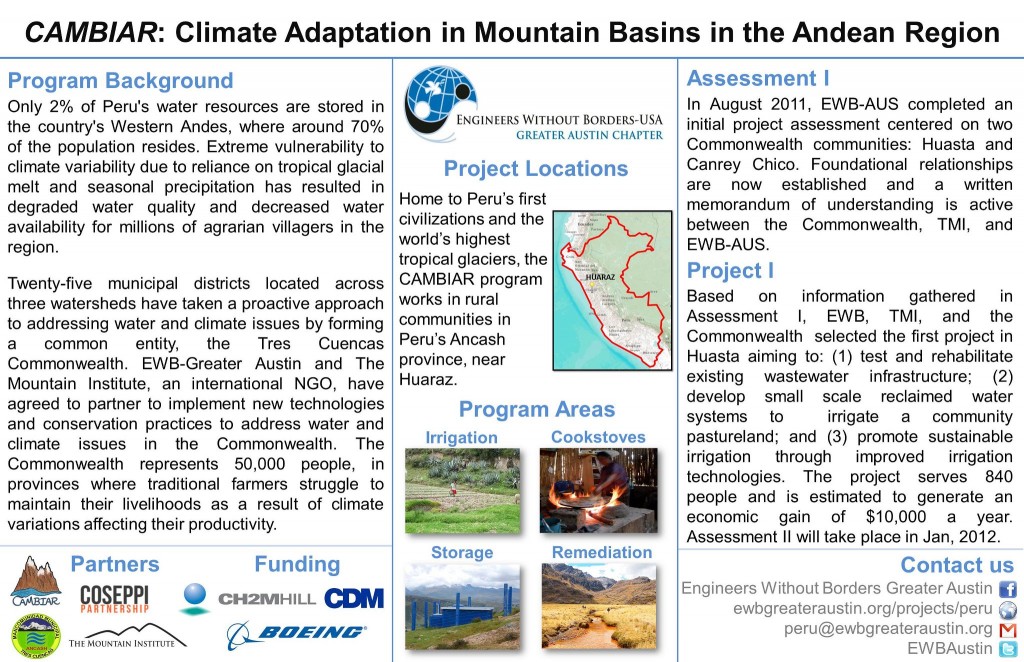 CAMBIAR: Climate Adaptation in Mountain Basins in the Andean Region
Program Background
Only 2% of Peru's water resources are stored in
the country's Western Andes, where around 70%
of the population resides. Extreme vulnerability to
climate variability due to reliance on tropical glacial
melt and seasonal precipitation has resulted in
degraded water quality and decreased water
availability for millions of agrarian villagers in the
region.
Twenty-five municipal districts located across
three watersheds have taken a proactive approach
to addressing water and climate issues by forming
a common entity, the Tres Cuencas
Commonwealth. EWB-Greater Austin and The
Mountain Institute, an international NGO, have
agreed to partner to implement new technologies
and conservation practices to address water and
climate issues in the Commonwealth. The
Commonwealth represents 50,000 people, in
provinces where traditional farmers struggle to
maintain their livelihoods as a result of climate
variations affecting their productivity.
Partners
CAMBIAR
COSEPPI
PARTNERSHIP
THE MOUNTAIN INSTITUTE
Funding
CH2MHILL
CDM
BOEING
ENGINEERS WITHOUT BORDERS-USA
GREATER AUSTIN CHAPTER
Project Locations
Home to Peru's first
civilizations and the
world's highest
tropical glaciers, the
CAMBIAR program
works in rural
communities in
Peru's Ancash
province, near
Huaraz.
HUARAZ
Program Areas
Irrigation
Cookstoves
Storage
Remediation
Assessment I
In August 2011, EWB-AUS completed an
initial project assessment centered on two
Commonwealth communities: Huasta and
Canrey Chico. Foundational relationships
are now established and a written
memorandum of understanding is active
between the Commonwealth, TMI, and
EWB-AUS.
Project I
Based on information gathered in
Assessment I, EWB, TMI, and the
Commonwealth selected the first project in
Huasta aiming to: (1) test and rehabilitate
existing wastewater infrastructure; (2)
develop small scale reclaimed water
systems to irrigate a community
pastureland; and (3) promote sustainable
irrigation through improved irrigation
technologies. The project serves 840
people and is estimated to generate an
economic gain of $10,000 a year.
Assessment II will take place in Jan, 2012.
Contact us
Engineers Without Borders Greater Austin
ewbgreateraustin.org/projects/peru
peru@ewbgreateraustin.org
EWBAustin